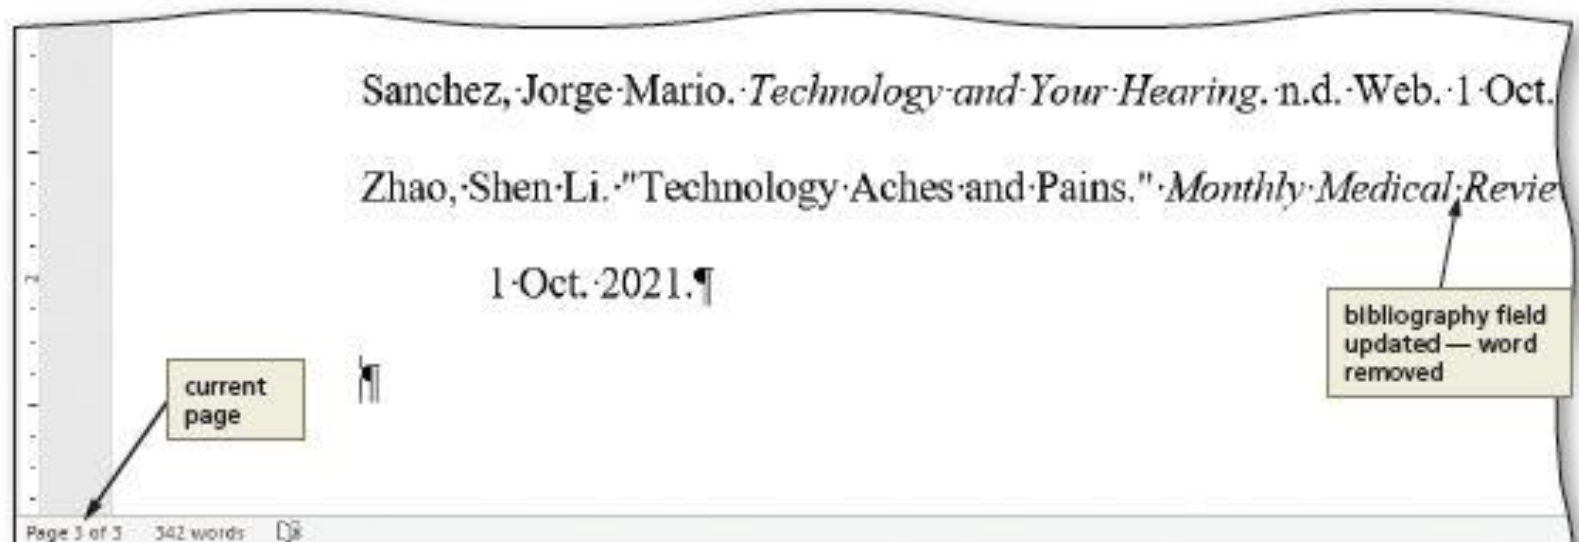 Sanchez,·Jorge·Mario.·Technology·and·Your·Hearing.·n.d.·Web.·1·Oct.
Zhao,·Shen·Li.·"Technology·Aches·and·Pains."·Monthly·Medical·Revie
1·Oct.·2021.¶
¶
bibliography field
updated — word
removed
current
page
2
Page 3 of 3 342 words